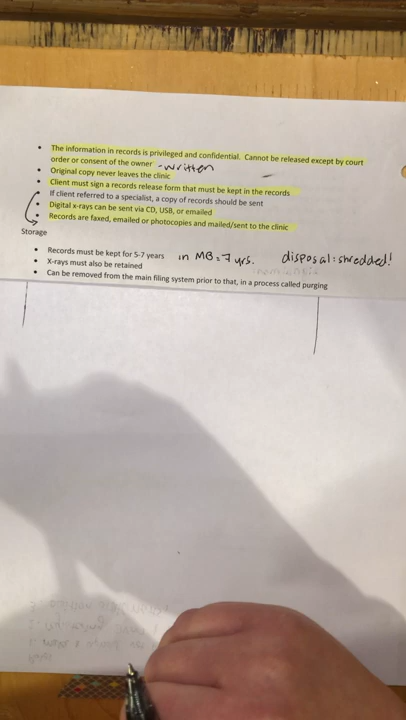 • The information in records is privileged and confidential. Cannot be released except by court
order or consent of the owner - written
• Original copy never leaves the clinic
• Client must sign a records release form that must be kept in the records
• If client referred to a specialist, a copy of records should be sent
• Digital x-rays can be sent via CD, USB, or emailed
• Records are faxed, emailed or photocopies and mailed/sent to the clinic
Storage
• Records must be kept for 5-7 years in MB = 7 yrs. disposal: shredded!
• X-rays must also be retained
• Can be removed from the main filing system prior to that, in a process called purging